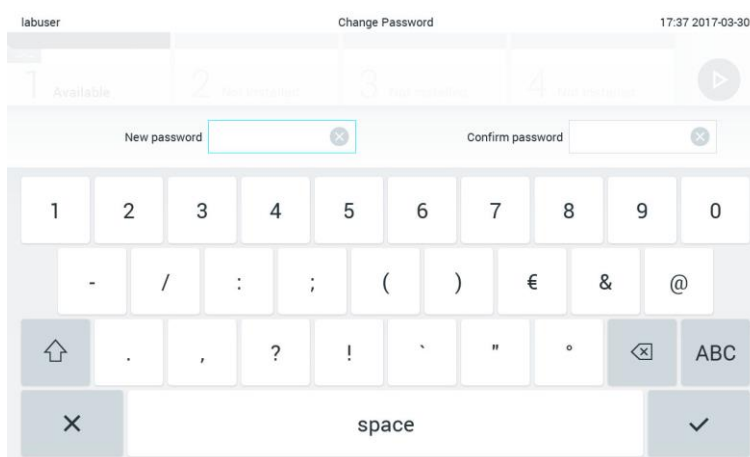 labuser Change Password 17:37 2017-03-30
1 Available 2 Not installed 3 Not installed 4 Not installed
New password Confirm password
1 2 3 4 5 6 7 8 9 0
- / : ; ( ) € & @
. , ? ! ` " ° ABC
space